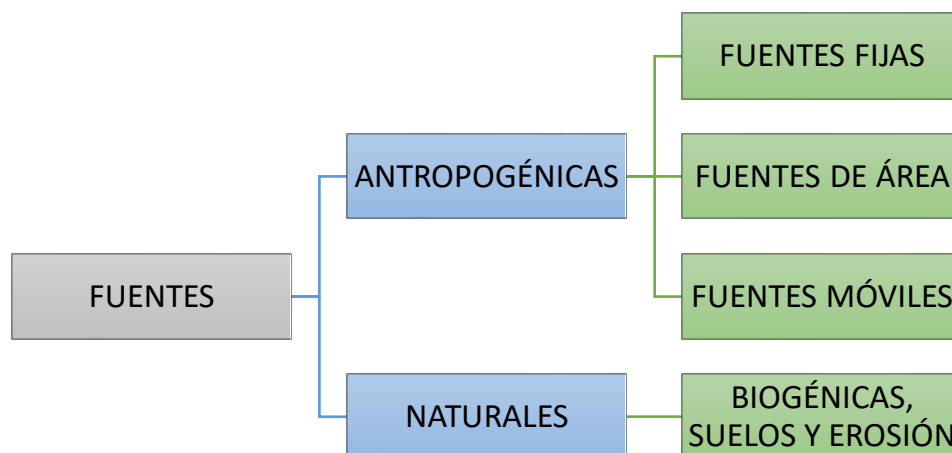 FUENTES FIJAS
ANTROPOGÉNICAS
FUENTES DE ÁREA
FUENTES
FUENTES MÓVILES
NATURALES
BIOGÉNICAS,
SUELOS Y EROSIÓN